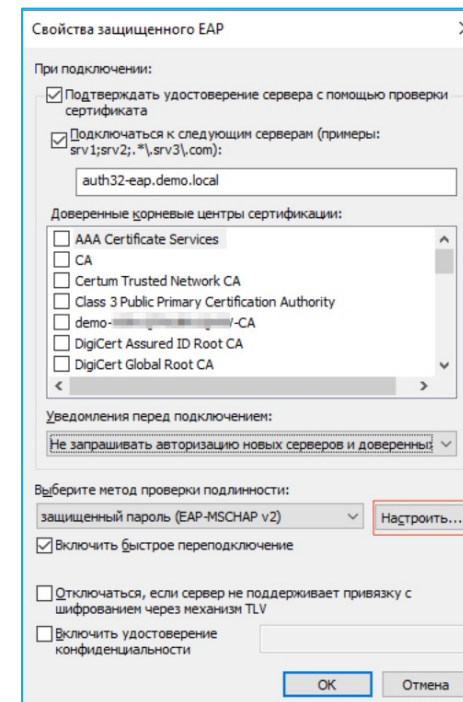 Свойства защищенного EAP
При подключении:
Подтверждать удостоверение сервера с помощью проверки
сертификата
Подключаться к следующим серверам (примеры:
srv1;srv2;.*\.srv3\.com):
auth32-eap.demo.local
Доверенные корневые центры сертификации:
AAA Certificate Services
CA
Certum Trusted Network CA
Class 3 Public Primary Certification Authority
demo- -CA
DigiCert Assured ID Root CA
DigiCert Global Root CA
Уведомления перед подключением:
Не запрашивать авторизацию новых серверов и доверенных
Выберите метод проверки подлинности:
защищенный пароль (EAP-MSCHAP v2)
Настроить...
Включить быстрое переподключение
Отключаться, если сервер не поддерживает привязку с
шифрованием через механизм TLV
Включить удостоверение
конфиденциальности
ОК
Отмена